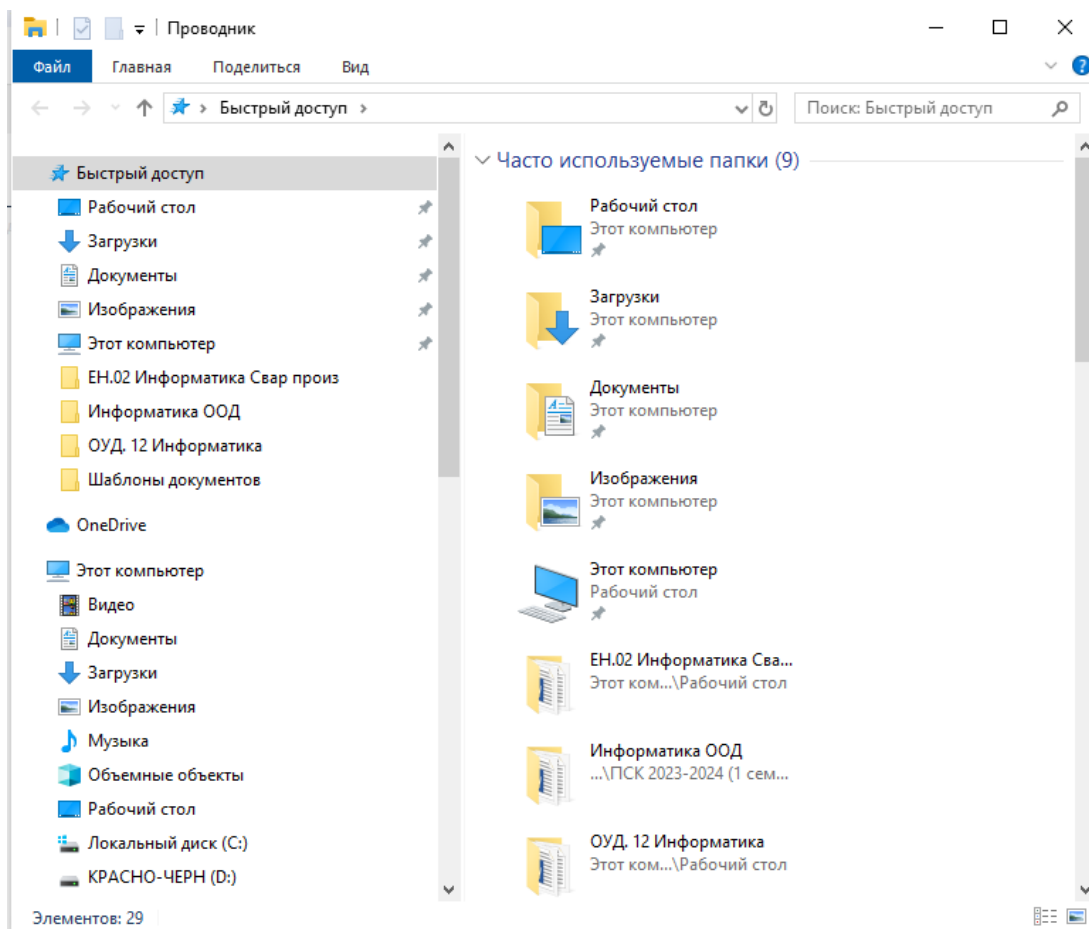 Проводник
Файл Главная Поделиться Вид
Быстрый доступ
Поиск: Быстрый доступ
Быстрый доступ
Рабочий стол
Загрузки
Документы
Изображения
Этот компьютер
ЕН.02 Информатика Свар произ
Информатика ООД
ОУД. 12 Информатика
Шаблоны документов
OneDrive
Этот компьютер
Видео
Документы
Загрузки
Изображения
Музыка
Объемные объекты
Рабочий стол
Локальный диск (C:)
КРАСНО-ЧЕРН (D:)
Часто используемые папки (9)
Рабочий стол
Этот компьютер
Загрузки
Этот компьютер
Документы
Этот компьютер
Изображения
Этот компьютер
Этот компьютер
Рабочий стол
ЕН.02 Информатика Сва...
Этот ком...\Рабочий стол
Информатика ООД
...\ПСК 2023-2024 (1 сем...
ОУД. 12 Информатика
Этот ком...\Рабочий стол
Элементов: 29